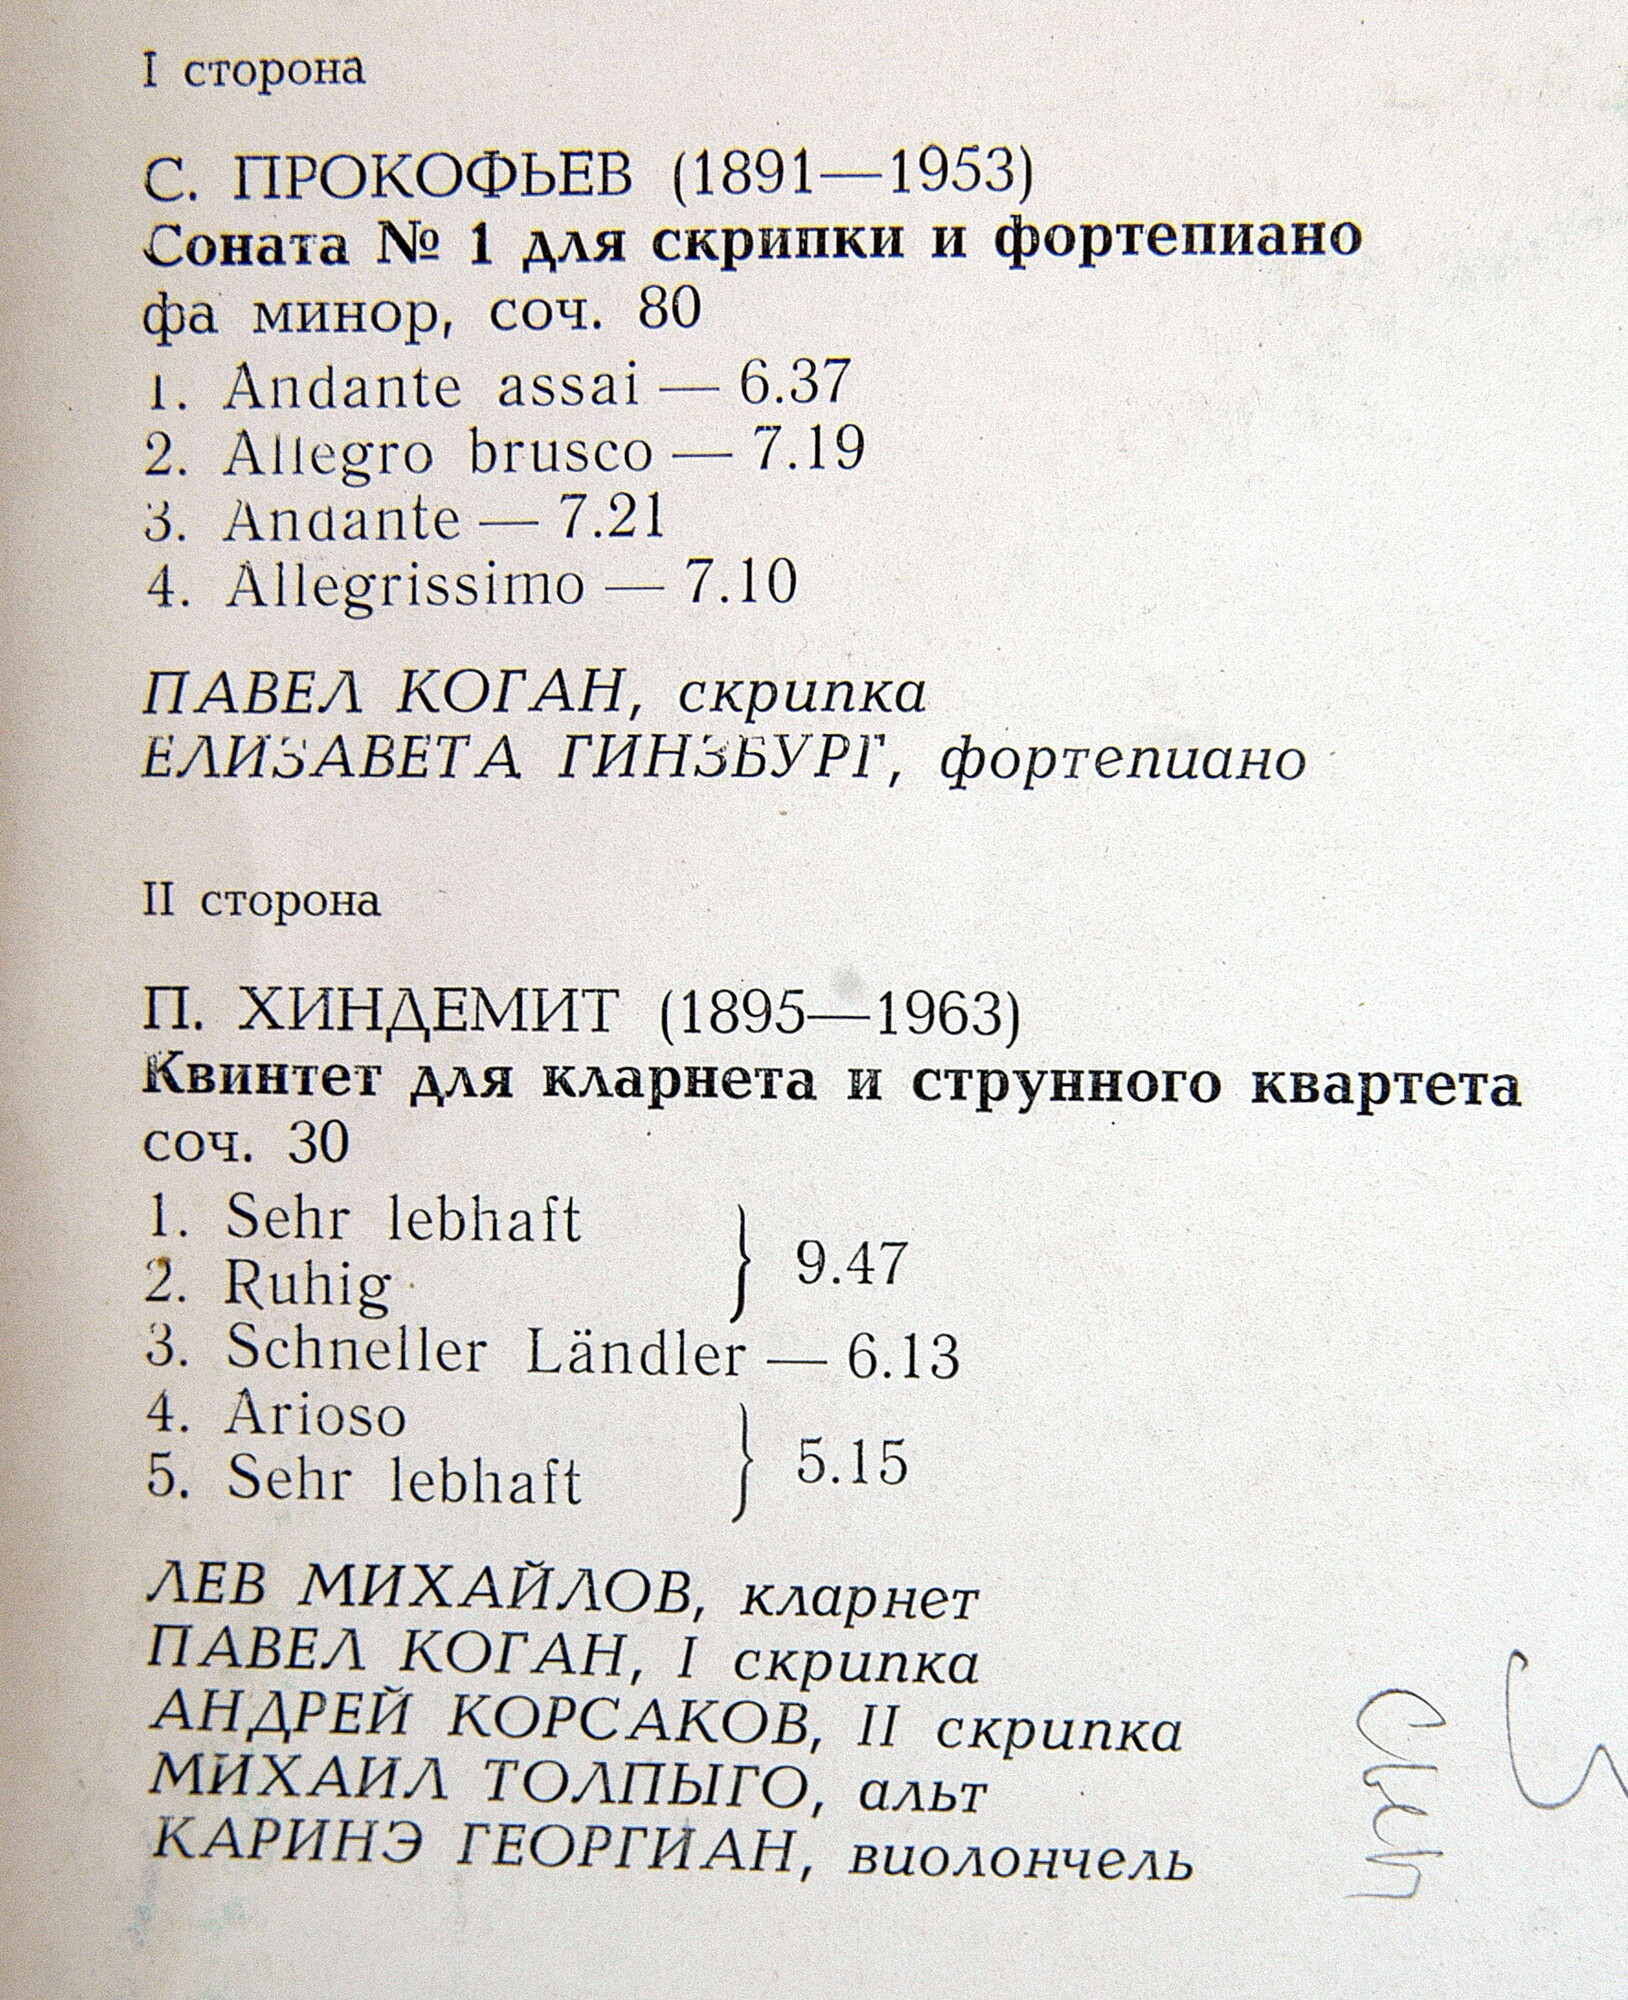 I сторона
С. ПРОКОФЬЕВ (1891—1953)
Соната № 1 для скрипки и фортепиано
фа минор, соч. 80
1. Andante assai — 6.37
2. Allegro brusco — 7.19
3. Andante — 7.21
4. Allegrissimo — 7.10
ПАВЕЛ КОГАН, скрипка
ЕЛИЗАВЕТА ГИНЗБУРГ, фортепиано
II сторона
П. ХИНДЕМИТ (1895—1963)
Квинтет для кларнета и струнного квартета
соч. 30
1. Sehr lebhaft
2. Ruhig
9.47
3. Schneller Ländler — 6.13
4. Arioso
5. Sehr lebhaft
5.15
ЛЕВ МИХАЙЛОВ, кларнет
ПАВЕЛ КОГАН, I скрипка
АНДРЕЙ КОРСАКОВ, II скрипка
МИХАИЛ ТОЛПЫГО, альт
КАРИНЭ ГЕОРГИАН, виолончель